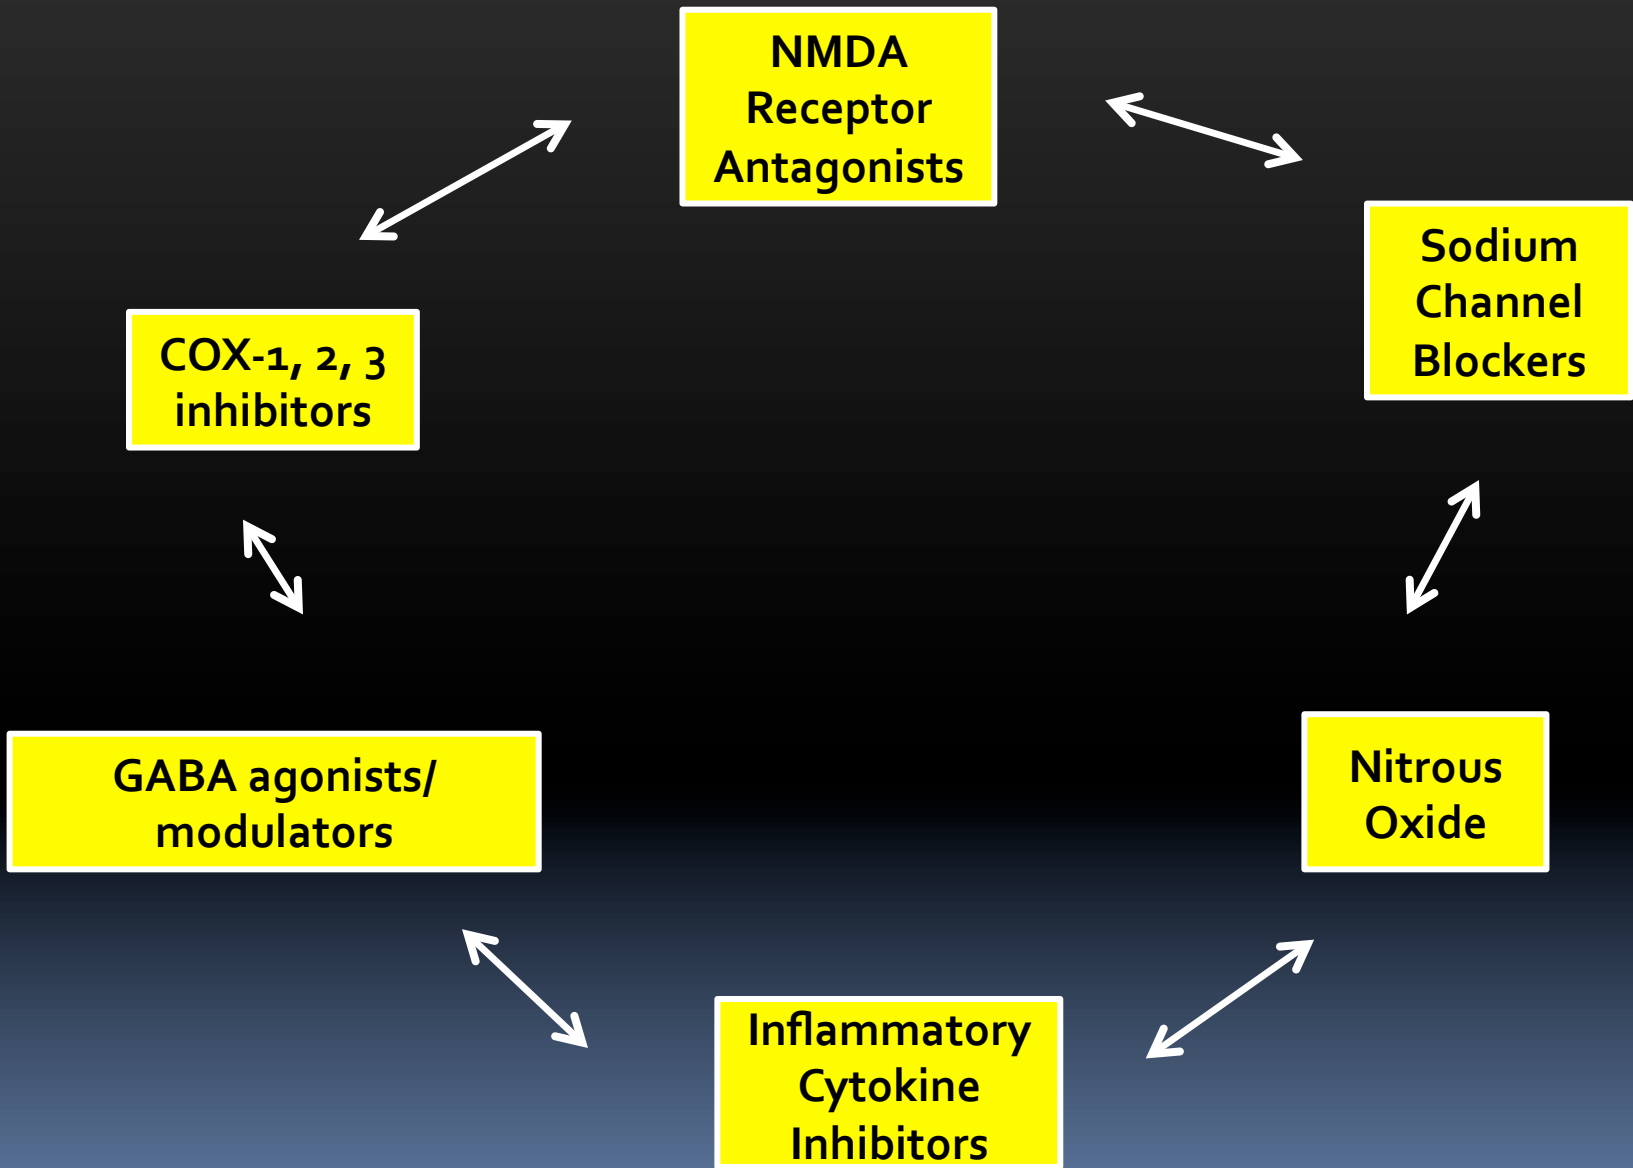 NMDA
Receptor
Antagonists
Sodium
Channel
Blockers
COX-1, 2, 3
inhibitors
GABA agonists/
modulators
Nitrous
Oxide
Inflammatory
Cytokine
Inhibitors